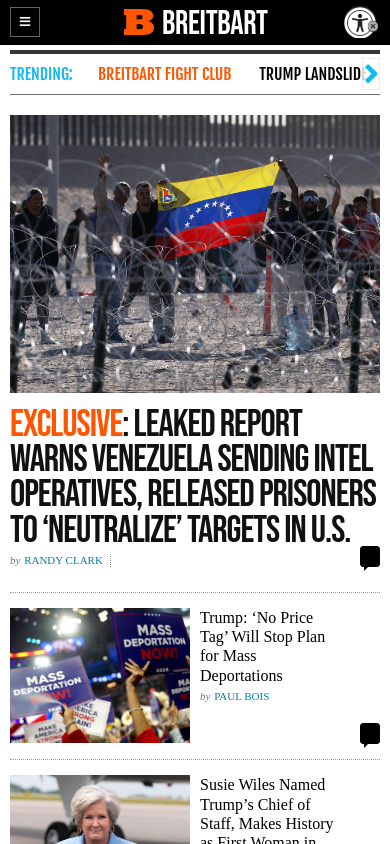 BREITBART
TRENDING:
BREITBART FIGHT CLUB
TRUMP LANDSLID
EXCLUSIVE: LEAKED REPORT
WARNS VENEZUELA SENDING INTEL
OPERATIVES, RELEASED PRISONERS
TO ‘NEUTRALIZE’ TARGETS IN U.S.
by RANDY CLARK
MASS
DEPORTATION
NOW!
MASS
DEPORTATION
NOW!
MAKE AMERICA
STRONG AGAIN!
Trump: ‘No Price
Tag’ Will Stop Plan
for Mass
Deportations
by PAUL BOIS
Susie Wiles Named
Trump’s Chief of
Staff, Makes History
as First Woman in